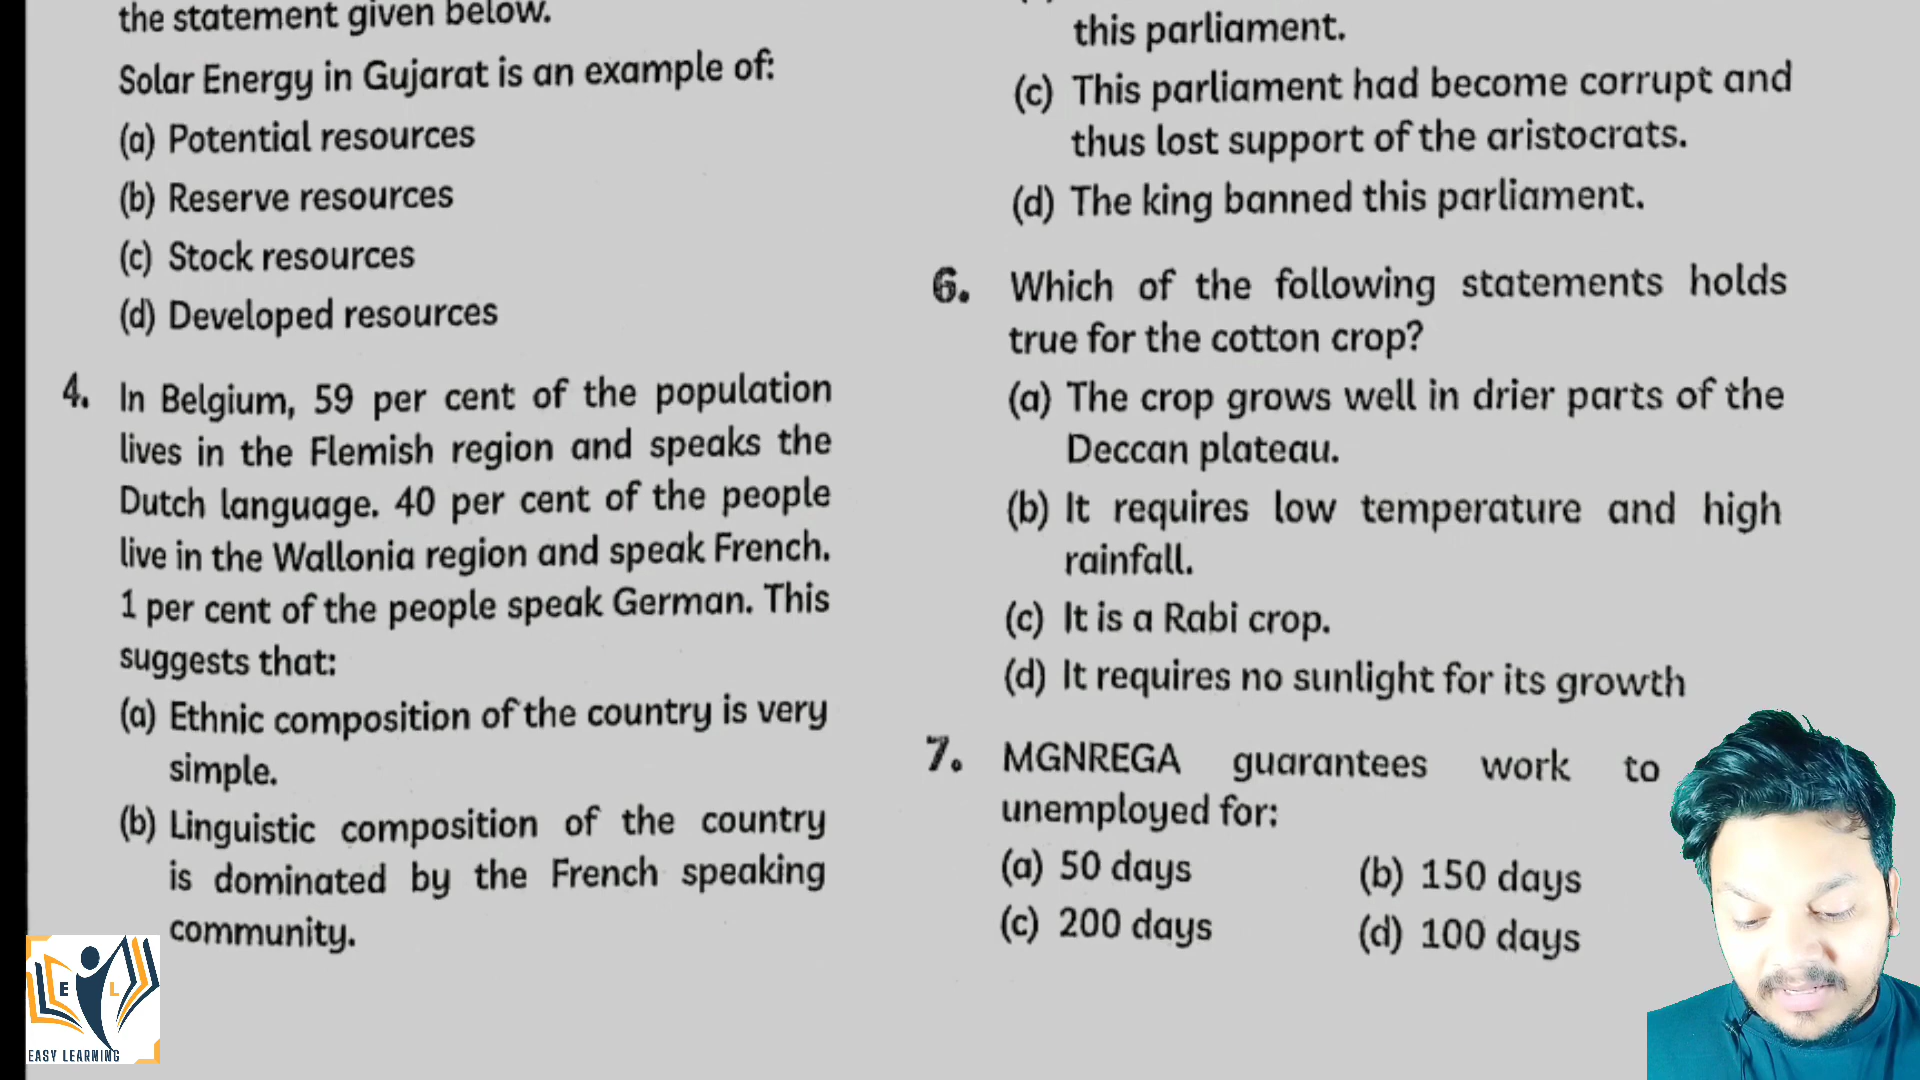 the statement given below.
Solar Energy in Gujarat is an example of:
(a) Potential resources
(b) Reserve resources
(c) Stock resources
(d) Developed resources
4. In Belgium, 59 per cent of the population
lives in the Flemish region and speaks the
Dutch language. 40 per cent of the people
live in the Wallonia region and speak French.
1 per cent of the people speak German. This
suggests that:
(a) Ethnic composition of the country is very
simple.
(b) Linguistic composition of the country
is dominated by the French speaking
community.
this parliament.
(c) This parliament had become corrupt and
thus lost support of the aristocrats.
(d) The king banned this parliament.
6. Which of the following statements holds
true for the cotton crop?
(a) The crop grows well in drier parts of the
Deccan plateau.
(b) It requires low temperature and high
rainfall.
(c) It is a Rabi crop.
(d) It requires no sunlight for its growth
7. MGNREGA guarantees work to
unemployed for:
(a) 50 days (b) 150 days
(c) 200 days (d) 100 days
E L
EASY LEARNING